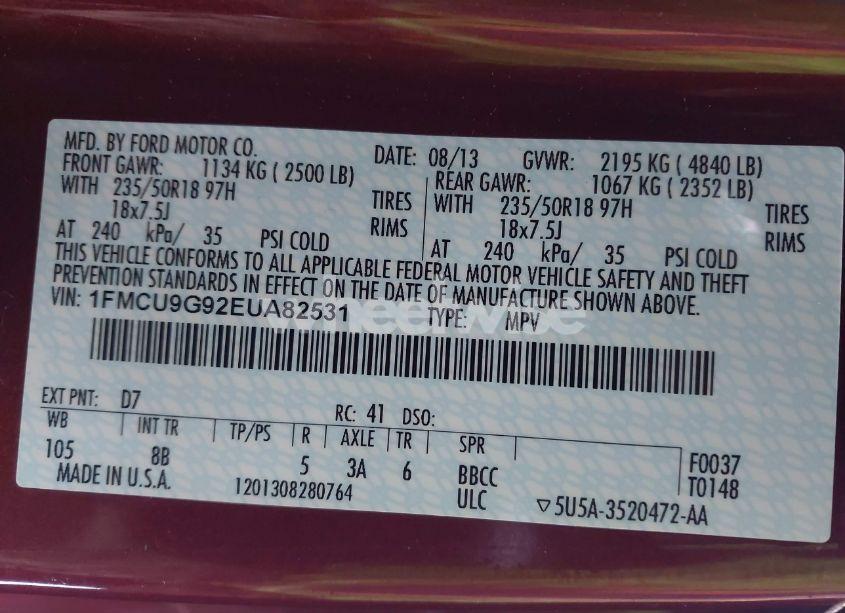 MFD. BY FORD MOTOR CO. DATE: 08/13 GVWR: 2195 KG ( 4840 LB)
FRONT GAWR: 1134 KG ( 2500 LB) REAR GAWR: 1067 KG ( 2352 LB)
WITH 235/50R18 97H TIRES WITH 235/50R18 97H TIRES
18x7.5J RIMS 18x7.5J RIMS
AT 240 kPa/ 35 PSI COLD AT 240 kPa/ 35 PSI COLD
THIS VEHICLE CONFORMS TO ALL APPLICABLE FEDERAL MOTOR VEHICLE SAFETY AND THEFT
PREVENTION STANDARDS IN EFFECT ON THE DATE OF MANUFACTURE SHOWN ABOVE.
VIN: 1FMCU9G92EUA82531 TYPE: MPV
EXT PNT: D7 RC: 41 DSO:
WB INT TR TP/PS R AXLE TR SPR
105 8B 5 3A 6 BBCC F0037
MADE IN U.S.A. 1201308280764 ULC T0148
▽5U5A-3520472-AA